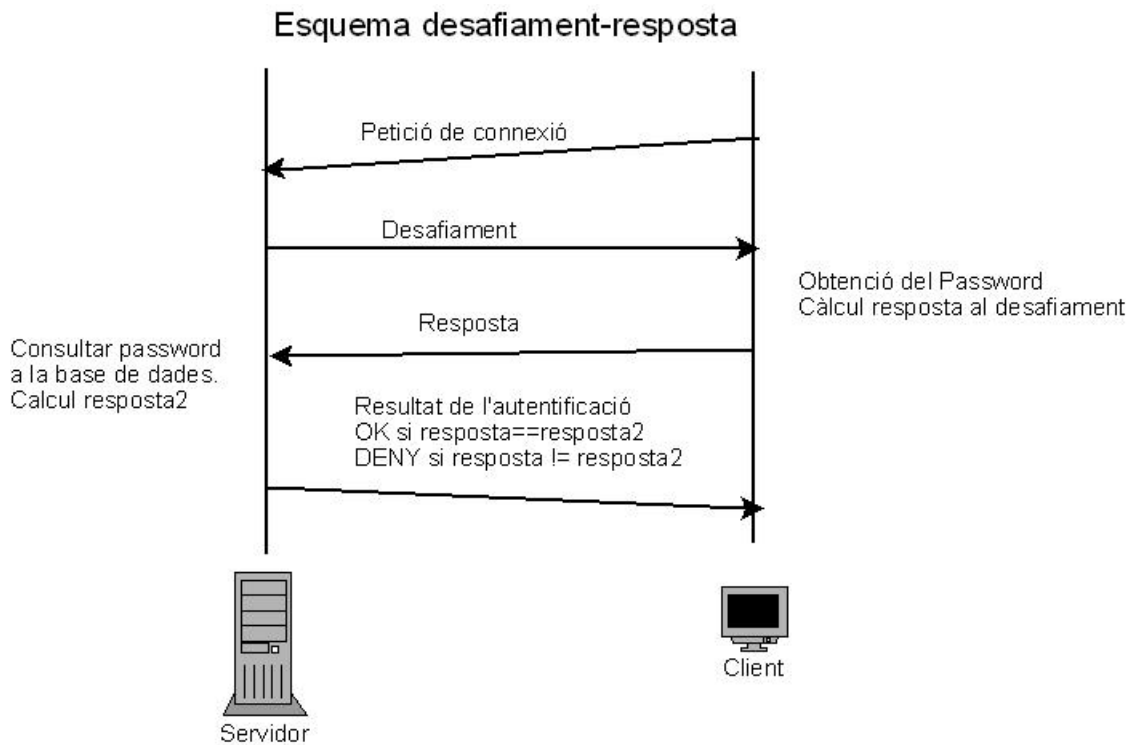 Esquema desafiament-resposta
Petició de connexió
Desafiament
Obtenció del Password
Càlcul resposta al desafiament
Resposta
Consultar password
a la base de dades.
Calcul resposta2
Resultat de l'autentificació
OK si resposta==resposta2
DENY si resposta != resposta2
Client
Servidor